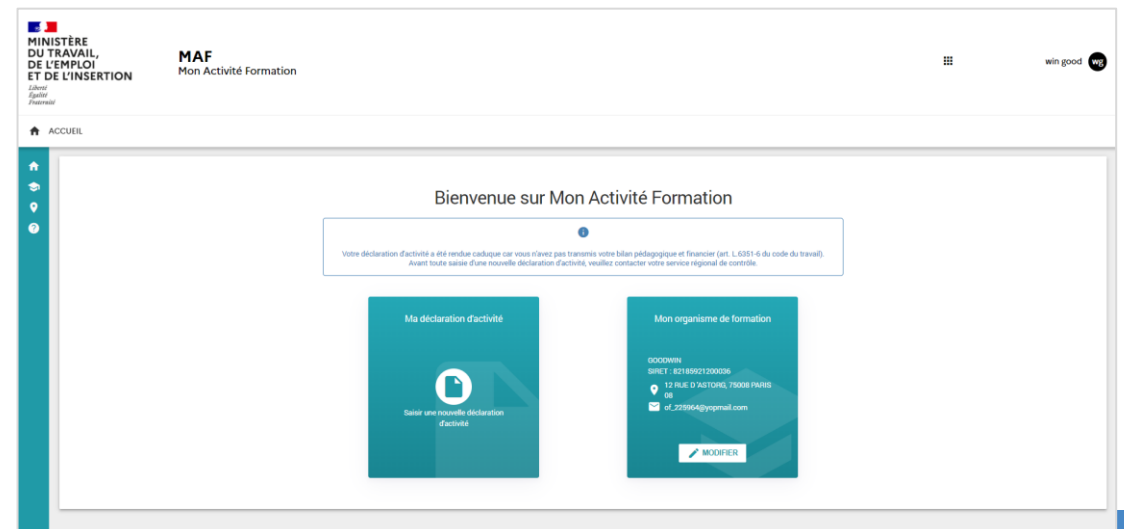 MINISTÈRE
DU TRAVAIL,
DE L'EMPLOI
ET DE L'INSERTION
Liberté
Égalité
Fraternité
MAF
Mon Activité Formation
win good
wg
ACCUEIL
Bienvenue sur Mon Activité Formation
Votre déclaration d'activité a été rendue caduque car vous n'avez pas transmis votre bilan pédagogique et financier (art. L.6351-6 du code du travail).
Avant toute saisie d'une nouvelle déclaration d'activité, veuillez contacter votre service régional de contrôle.
Ma déclaration d'activité
Saisir une nouvelle déclaration
d'activité
Mon organisme de formation
GOODWIN
SIRET : 82185921200036
12 RUE D'ASTORG, 75008 PARIS
08
of_225964@yopmail.com
MODIFIER